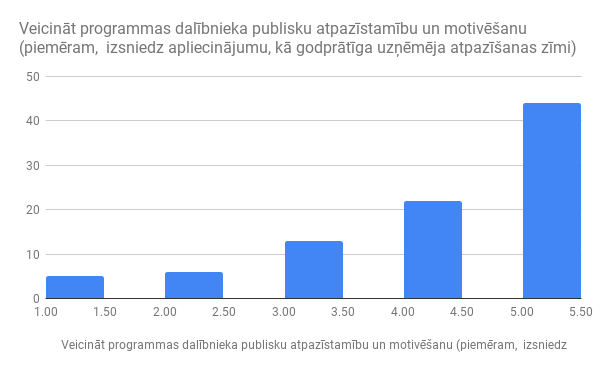 Veicināt programmas dalībnieka publisku atpazīstamību un motivēšanu
(piemēram,  izsniedz apliecinājumu, kā godprātīga uzņēmēja atpazīšanas zīmi)
50
40
30
20
10
0
1.00 1.50 2.00 2.50 3.00 3.50 4.00 4.50 5.00 5.50
Veicināt programmas dalībnieka publisku atpazīstamību un motivēšanu (piemēram,  izsniedz